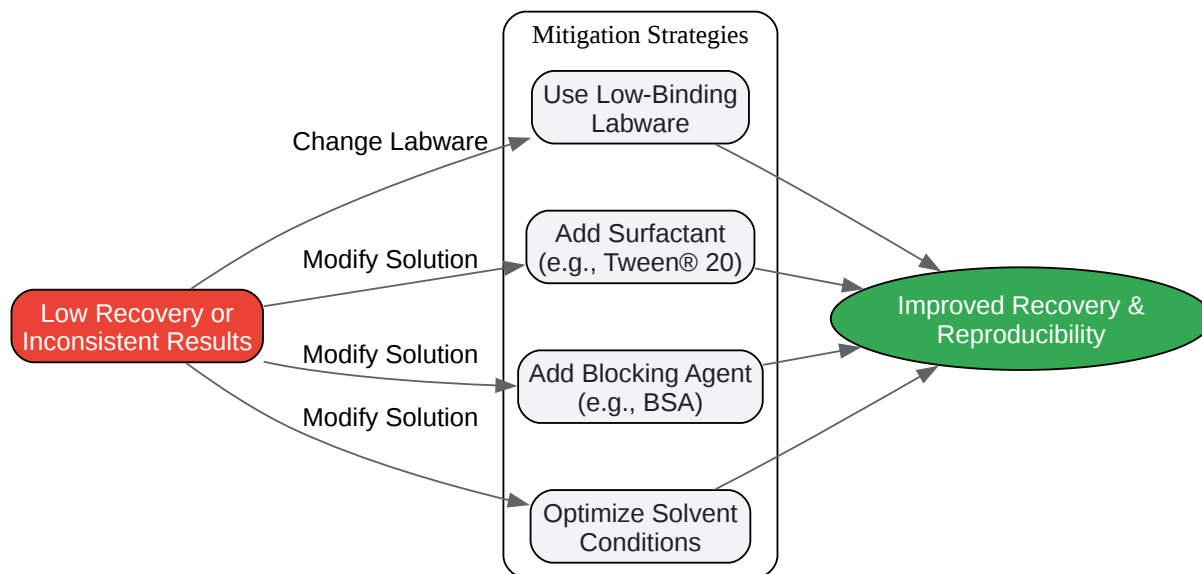 Mitigation Strategies
Use Low-Binding
Labware
Change Labware
Add Surfactant
(e.g., Tween® 20)
Modify Solution
Low Recovery or
Inconsistent Results
Improved Recovery &
Reproducibility
Modify Solution
Add Blocking Agent
(e.g., BSA)
Modify Solution
Optimize Solvent
Conditions